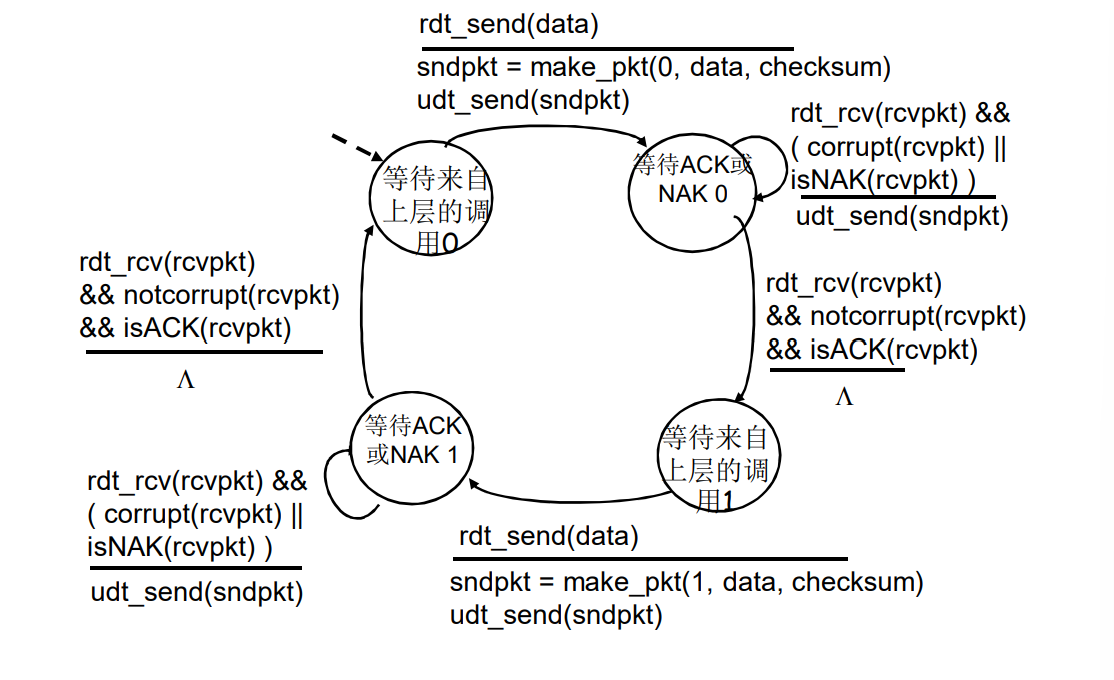 rdt_send(data)
sndpkt = make_pkt(0, data, checksum)
udt_send(sndpkt)
等待来自
上层的调
用0
等待ACK或
NAK 0
rdt_rcv(rcvpkt) &&
( corrupt(rcvpkt) ||
isNAK(rcvpkt) )
udt_send(sndpkt)
rdt_rcv(rcvpkt)
&& notcorrupt(rcvpkt)
&& isACK(rcvpkt)
Λ
rdt_rcv(rcvpkt)
&& notcorrupt(rcvpkt)
&& isACK(rcvpkt)
Λ
等待ACK
或NAK 1
等待来自
上层的调
用1
rdt_rcv(rcvpkt) &&
( corrupt(rcvpkt) ||
isNAK(rcvpkt) )
udt_send(sndpkt)
rdt_send(data)
sndpkt = make_pkt(1, data, checksum)
udt_send(sndpkt)